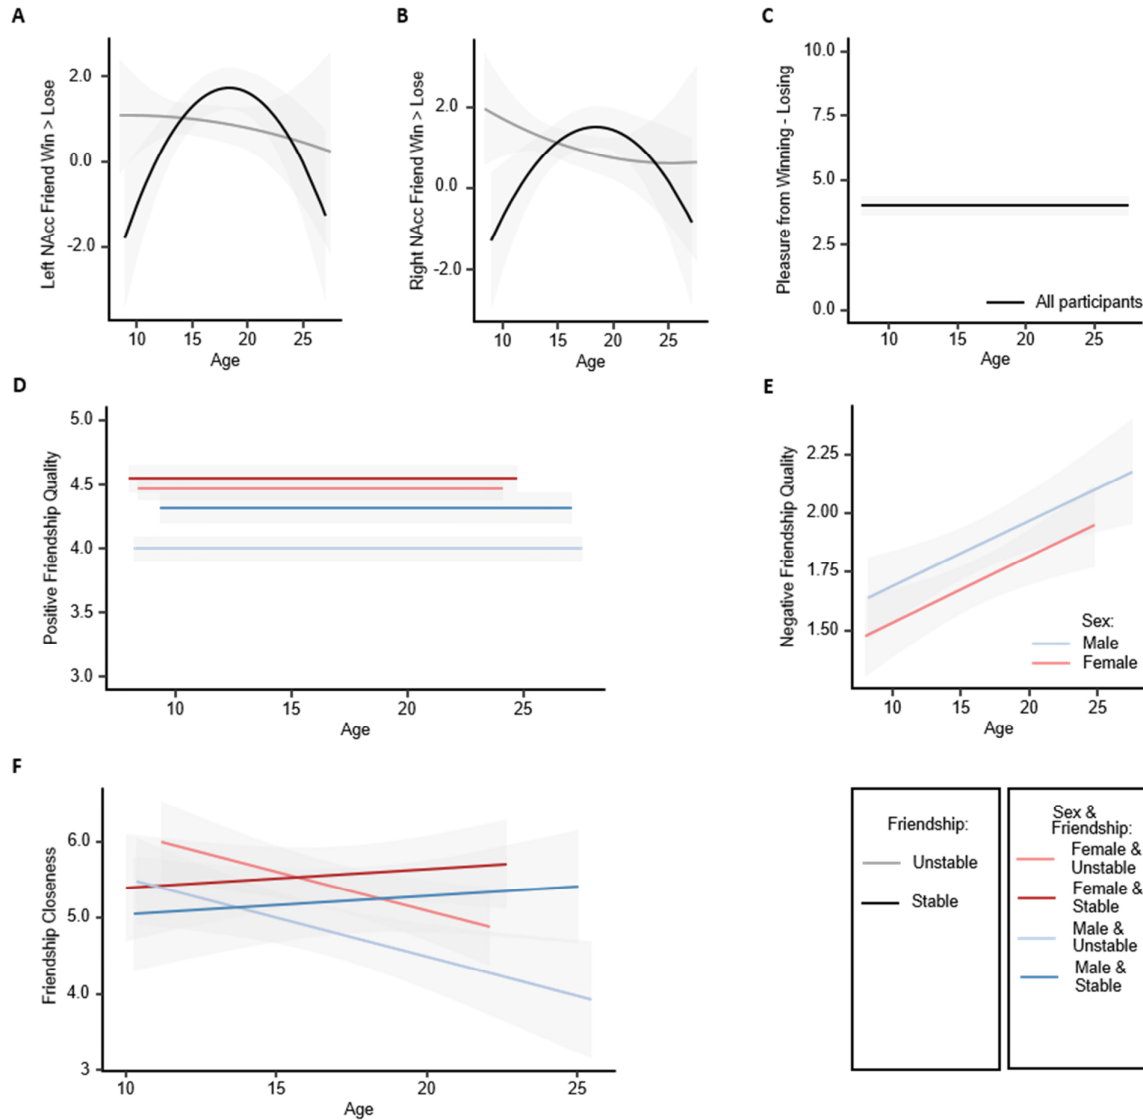 A
B
C
Left NAcc Friend Win > Lose
2.0
0.0
-2.0
10
15
20
25
Age
Right NAcc Friend Win > Lose
2.0
0.0
-2.0
10
15
20
25
Age
Pleasure from Winning - Losing
10.0
7.5
5.0
2.5
0.0
All participants
10
15
20
25
Age
D
Positive Friendship Quality
5.0
4.5
4.0
3.5
3.0
10
15
20
25
Age
E
Negative Friendship Quality
2.25
2.00
1.75
1.50
Sex:
Male
Female
10
15
20
25
Age
F
Friendship Closeness
6.0
5.0
4.0
3
10
15
20
25
Age
Friendship:
Unstable
Stable
Sex &
Friendship:
Female &
Unstable
Female &
Stable
Male &
Unstable
Male &
Stable